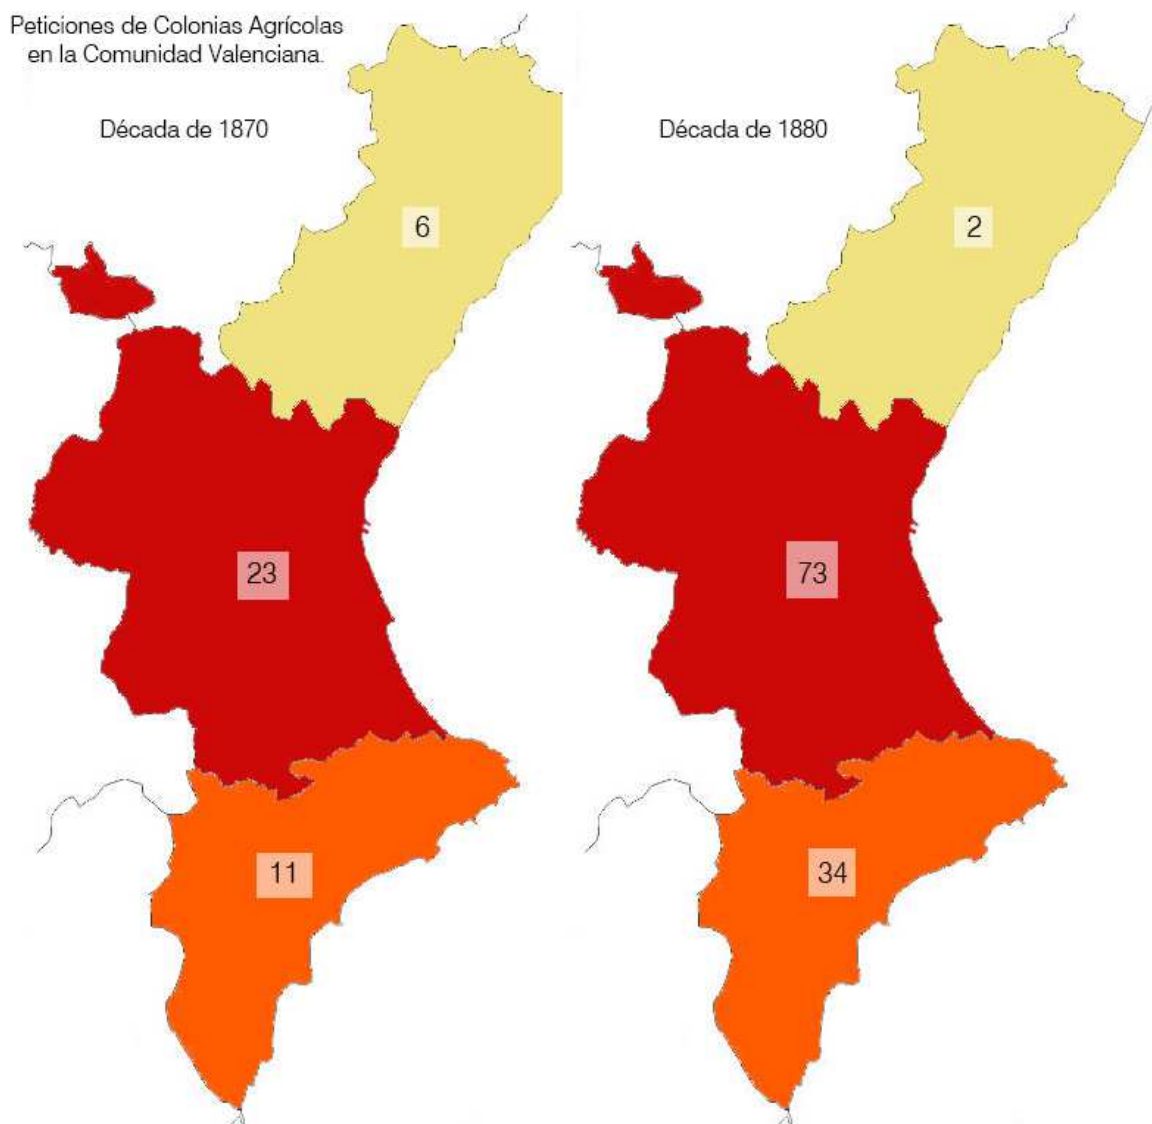 Peticiones de Colonias Agrícolas
en la Comunidad Valenciana.
Década de 1870
Década de 1880
6
2
23
73
11
34